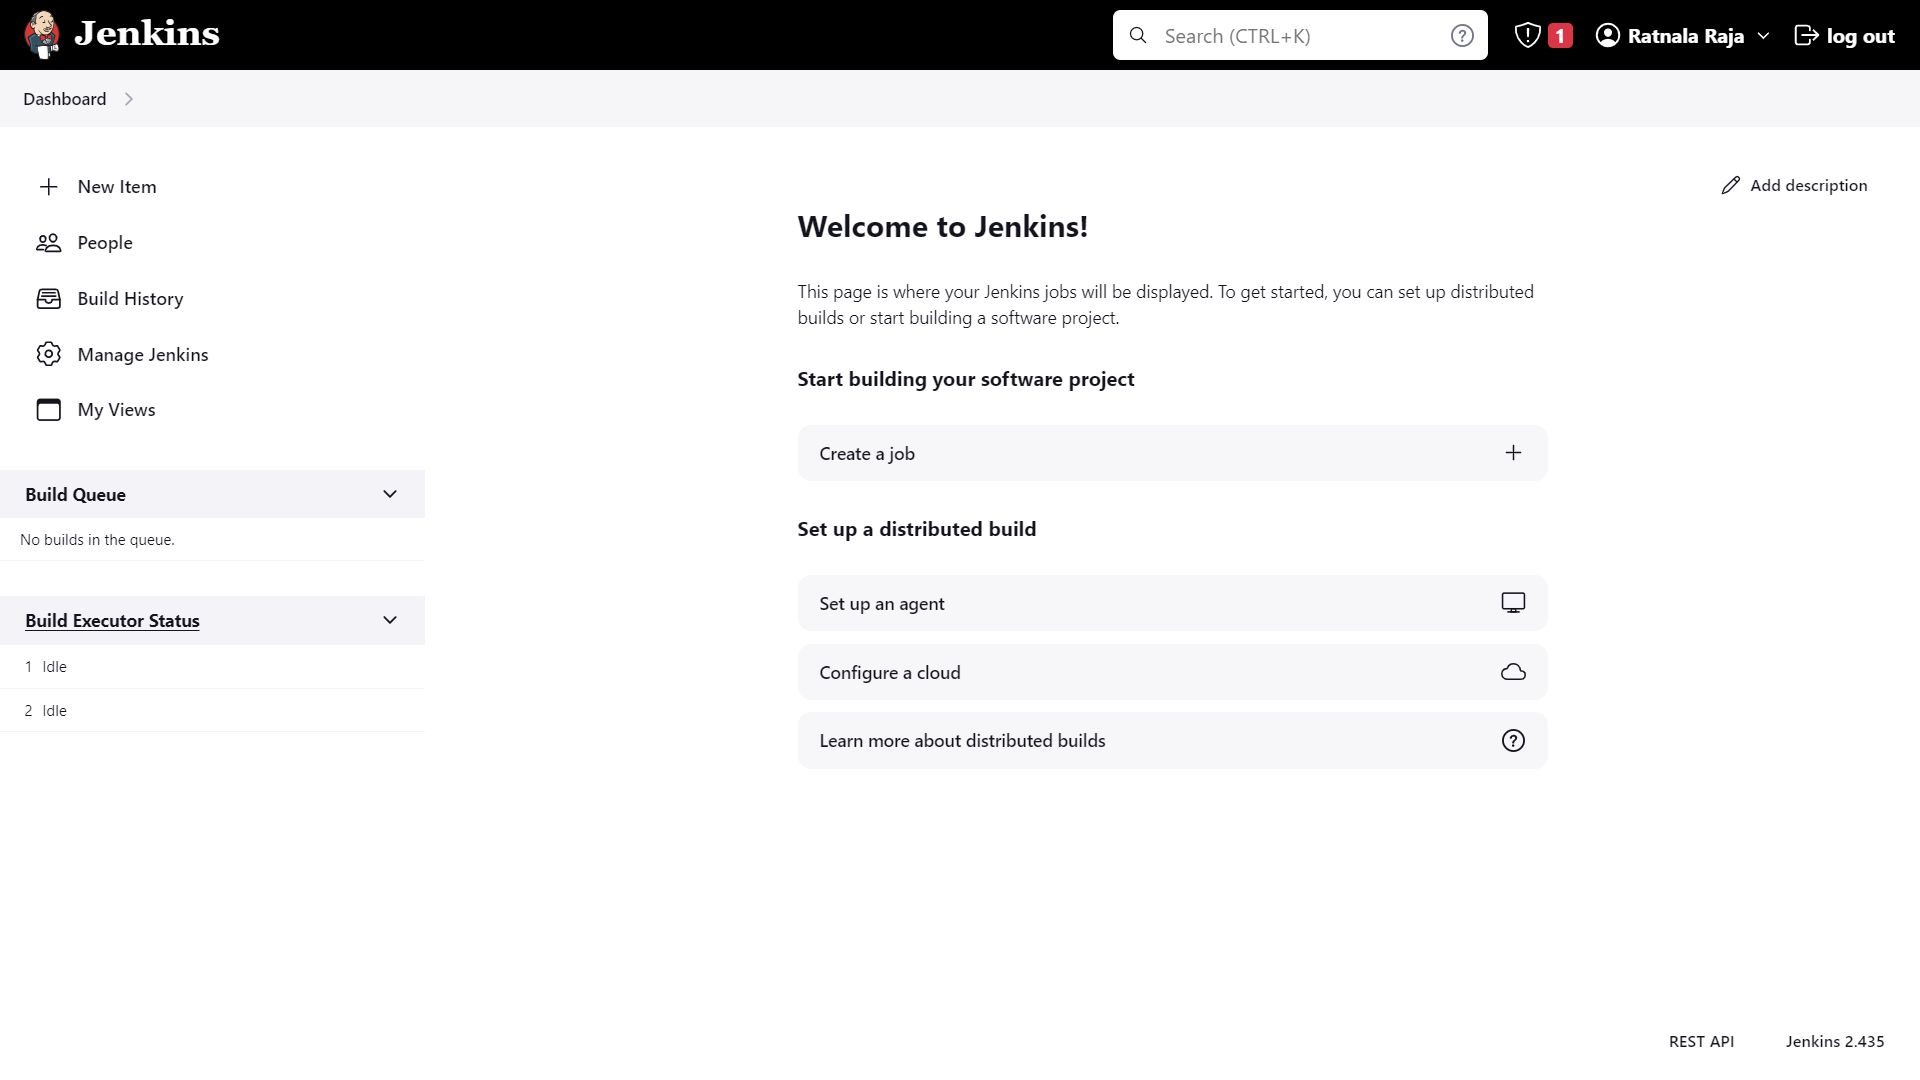 Jenkins
Search (CTRL+K)
1
Ratnala Raja
log out
Dashboard
New Item
People
Build History
Manage Jenkins
My Views
Build Queue
No builds in the queue.
Build Executor Status
1 Idle
2 Idle
Add description
Welcome to Jenkins!
This page is where your Jenkins jobs will be displayed. To get started, you can set up distributed
builds or start building a software project.
Start building your software project
Create a job
Set up a distributed build
Set up an agent
Configure a cloud
Learn more about distributed builds
REST API
Jenkins 2.435